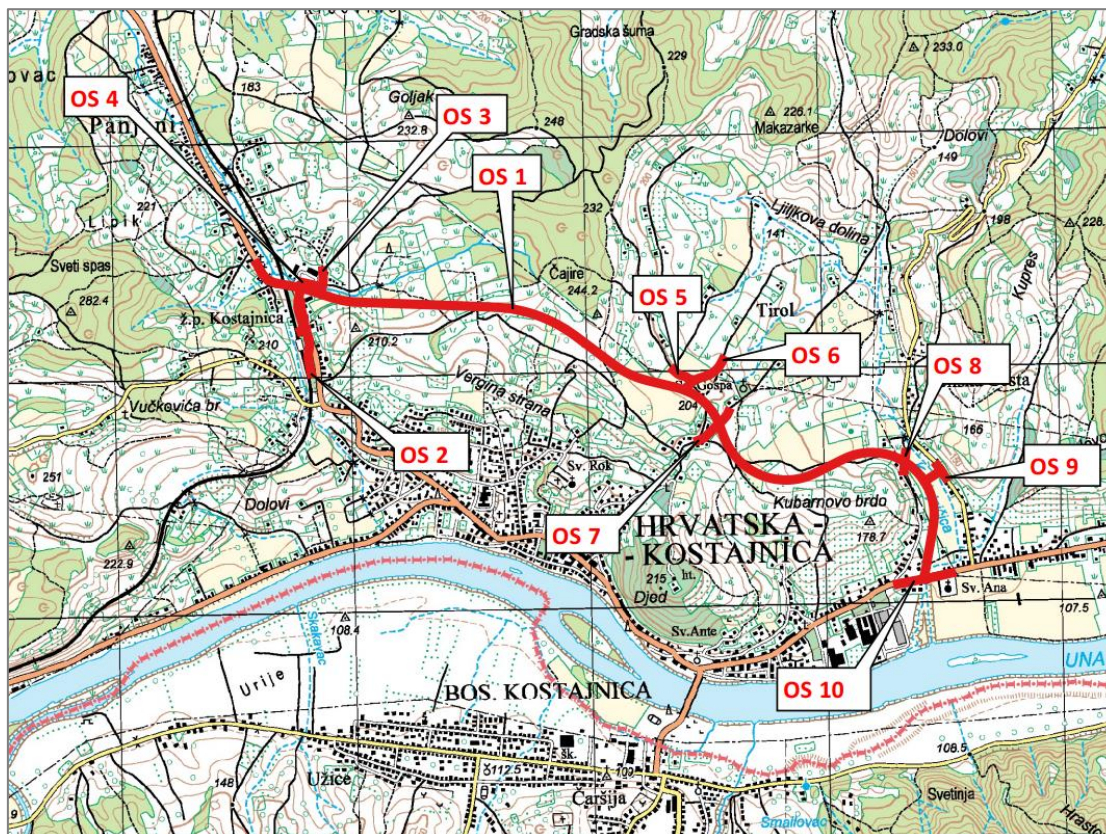 Gradska šuma
229
233.0
183
OS 4
Goljak
OS 3
248
226.1
Makazarke
Dolovi
149
232.8
OS 1
221
Lipik
232
Ljiljkova dolina
141
198
228.
Sveti spas
Čajire
244.2
Kupres
282.4
OS 5
Tirol
ž.p. Kostajnica
210
210.2
OS 6
OS 8
Gospa
204
Vučkovića br.
Vergina strana
166
251
OS 2
Sv. Rok
OS 9
Dolovi
Kubarnovo brdo
OS 7
HRVATSKA -
- KOSTAJNICA
178.7
222.9
215
Djed
Sv. Ana
107.5
Skakavac
108.4
Sv.Ante
OS 10
UNA
Urije
BOS. KOSTAJNICA
106.5
šk.
Užice
112.5
109
148
Čaršija
Svetinja
Smailovac